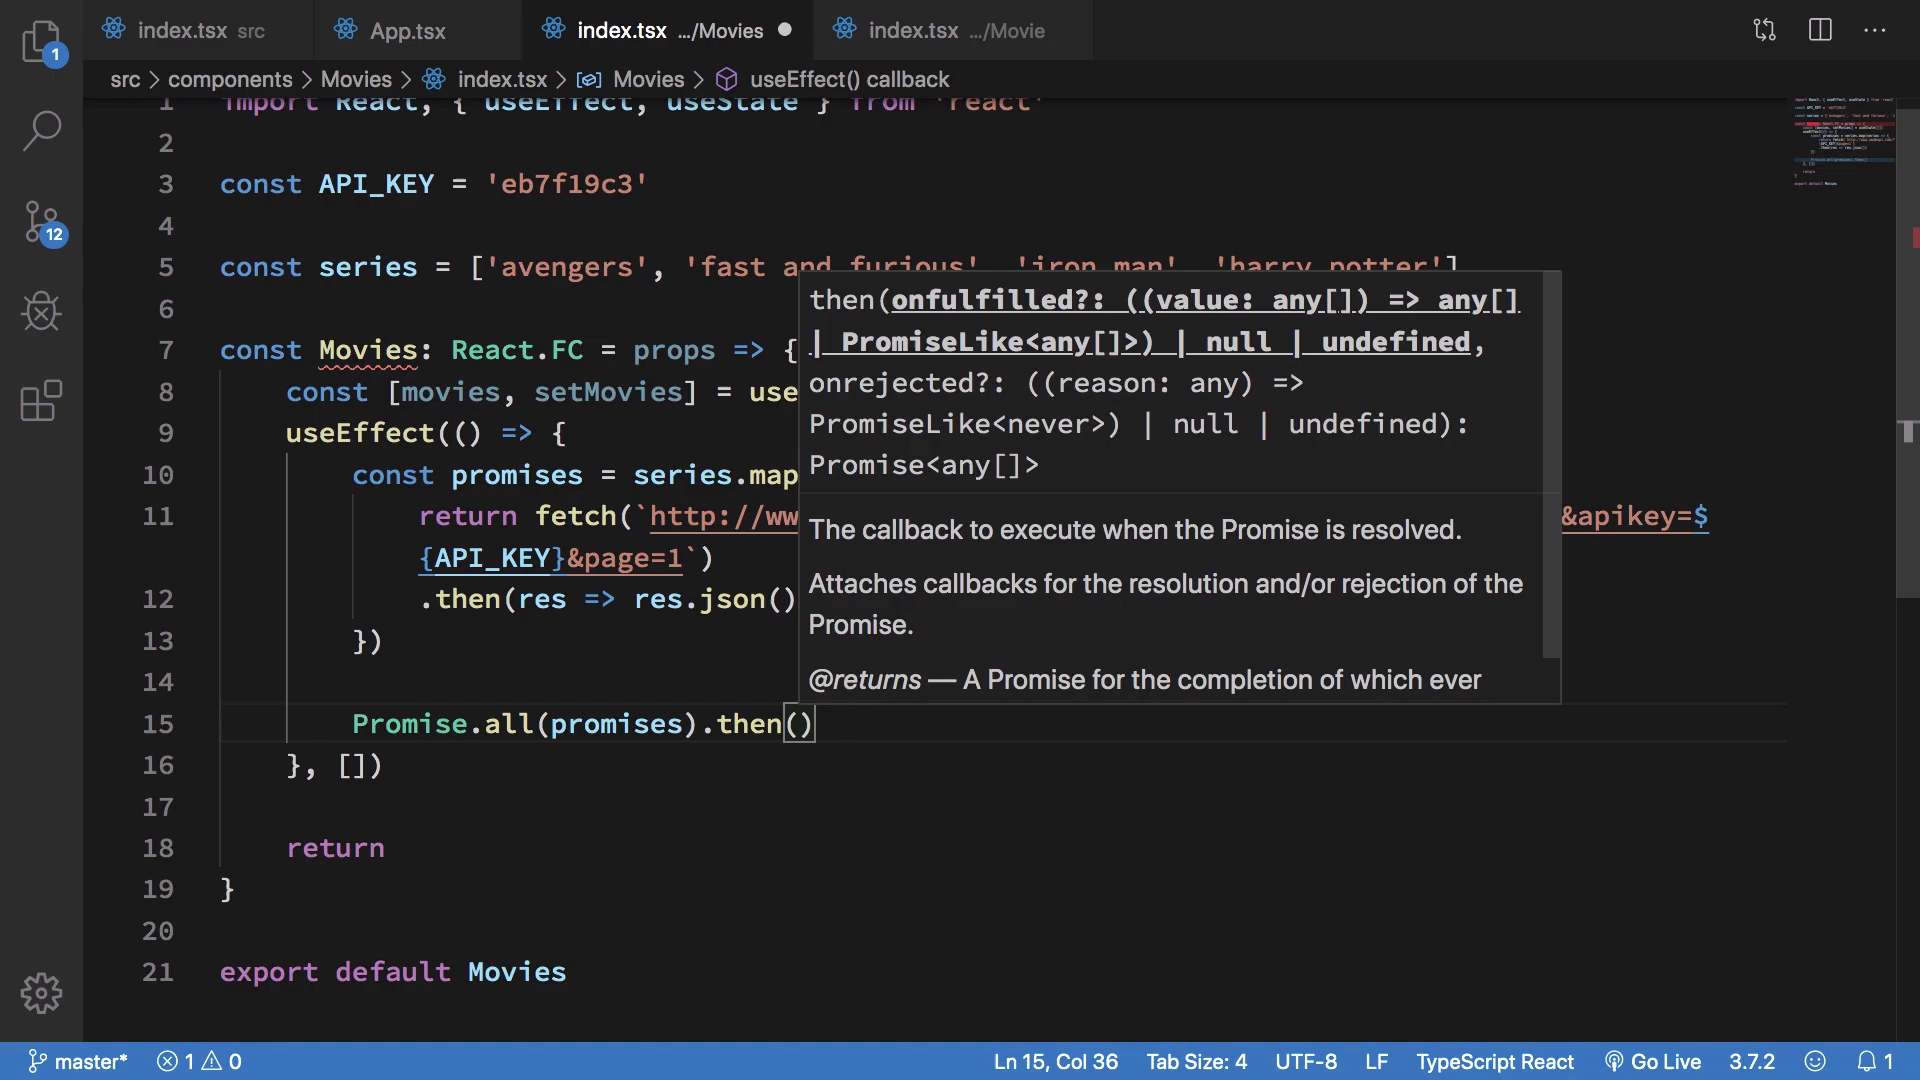 1
index.tsx src
App.tsx
index.tsx .../Movies
index.tsx .../Movie
src > components > Movies > index.tsx > Movies > useEffect() callback
1 import React, { useEffect, useState } from 'react'
2
3 const API_KEY = 'eb7f19c3'
4
5 const series = ['avengers', 'fast and furious', 'iron man', 'harry potter']
6
7 const Movies: React.FC = props => {
8 const [movies, setMovies] = use
9 useEffect(() => {
10 const promises = series.map
11 return fetch(`http://ww &apikey=$
{API_KEY}&page=1`)
12 .then(res => res.json()
13 })
14
15 Promise.all(promises).then()
16 }, [])
17
18 return
19 }
20
21 export default Movies
then(onfulfilled?: ((value: any[]) => any[]
| PromiseLike<any[]>) | null | undefined,
onrejected?: ((reason: any) =>
PromiseLike<never>) | null | undefined):
Promise<any[]>
The callback to execute when the Promise is resolved.
Attaches callbacks for the resolution and/or rejection of the
Promise.
@returns — A Promise for the completion of which ever
12
master* 1 0
Ln 15, Col 36 Tab Size: 4 UTF-8 LF TypeScript React Go Live 3.7.2 1